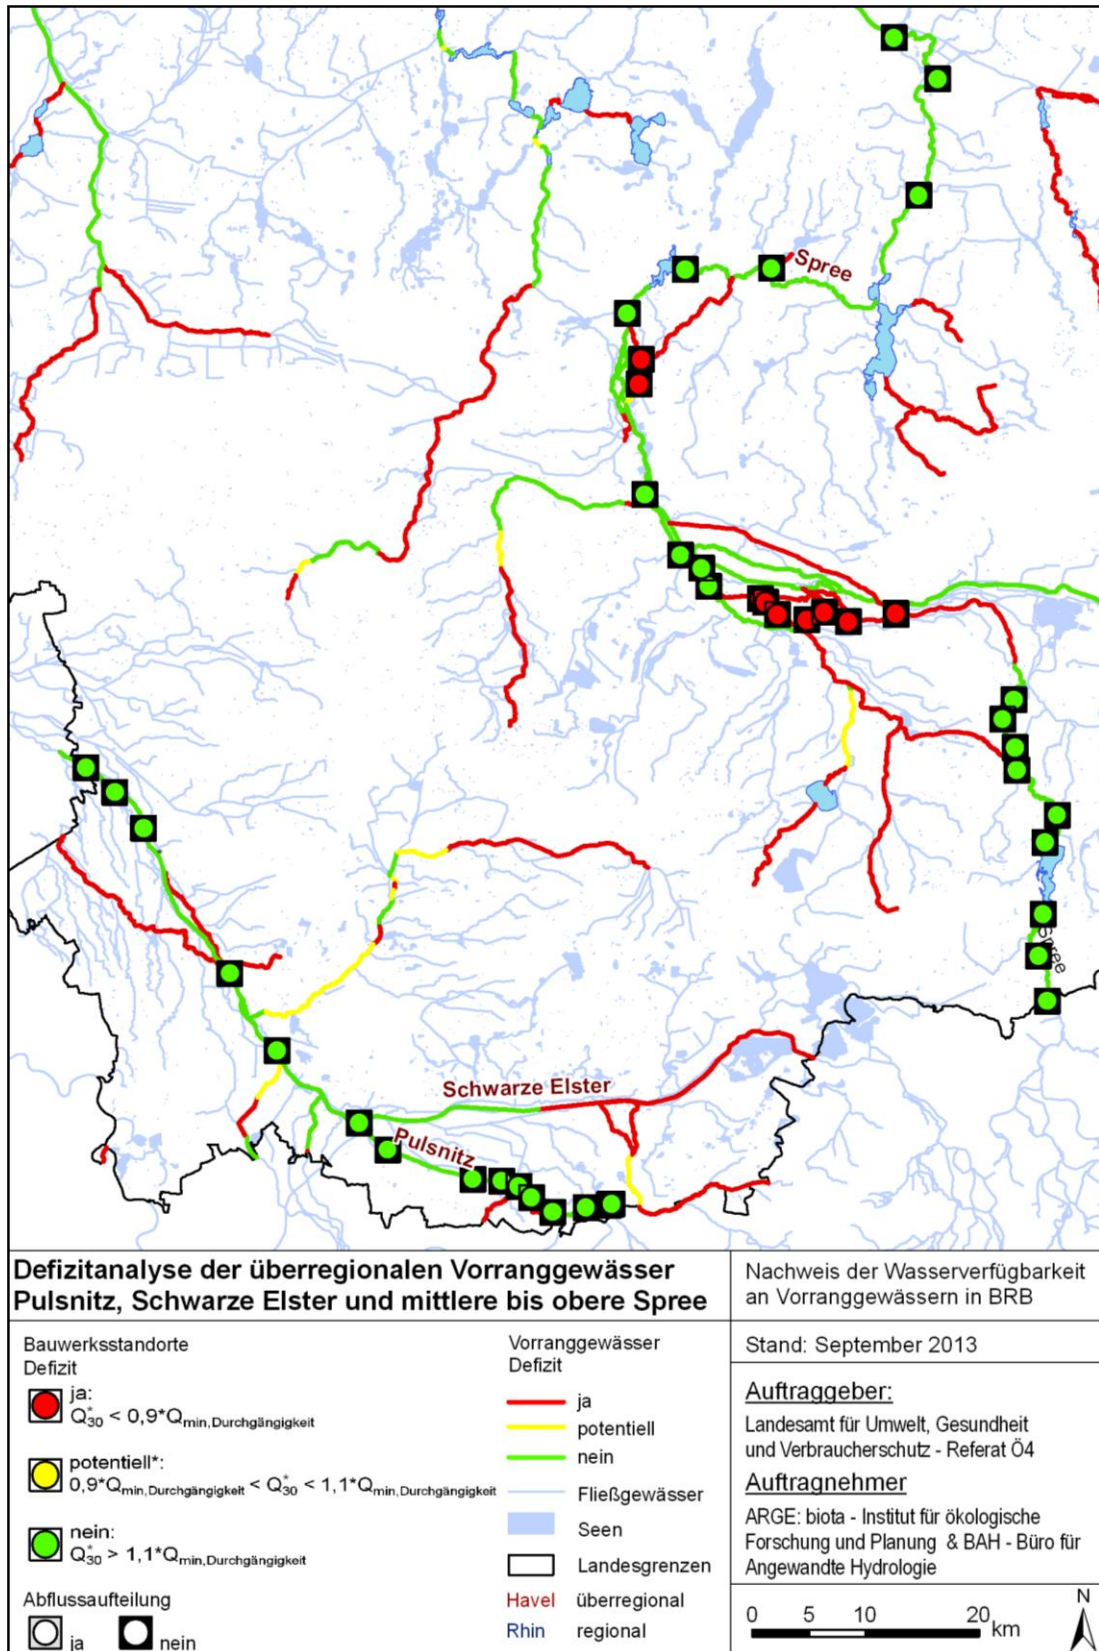 Spree
Spree
Schwarze Elster
Pulsnitz
Defizitanalyse der überregionalen Vorranggewässer
Pulsnitz, Schwarze Elster und mittlere bis obere Spree
Bauwerksstandorte
Defizit
ja:
Q*30 < 0,9*Qmin,Durchgängigkeit
potentiell*:
0,9*Qmin,Durchgängigkeit < Q*30 < 1,1*Qmin,Durchgängigkeit
nein:
Q*30 > 1,1*Qmin,Durchgängigkeit
Abflussaufteilung
ja nein
Vorranggewässer
Defizit
ja
potentiell
nein
Fließgewässer
Seen
Landesgrenzen
Havel überregional
Rhin regional
Nachweis der Wasserverfügbarkeit
an Vorranggewässern in BRB
Stand: September 2013
Auftraggeber:
Landesamt für Umwelt, Gesundheit
und Verbraucherschutz - Referat Ö4
Auftragnehmer
ARGE: biota - Institut für ökologische
Forschung und Planung & BAH - Büro für
Angewandte Hydrologie
0 5 10 20 km
N